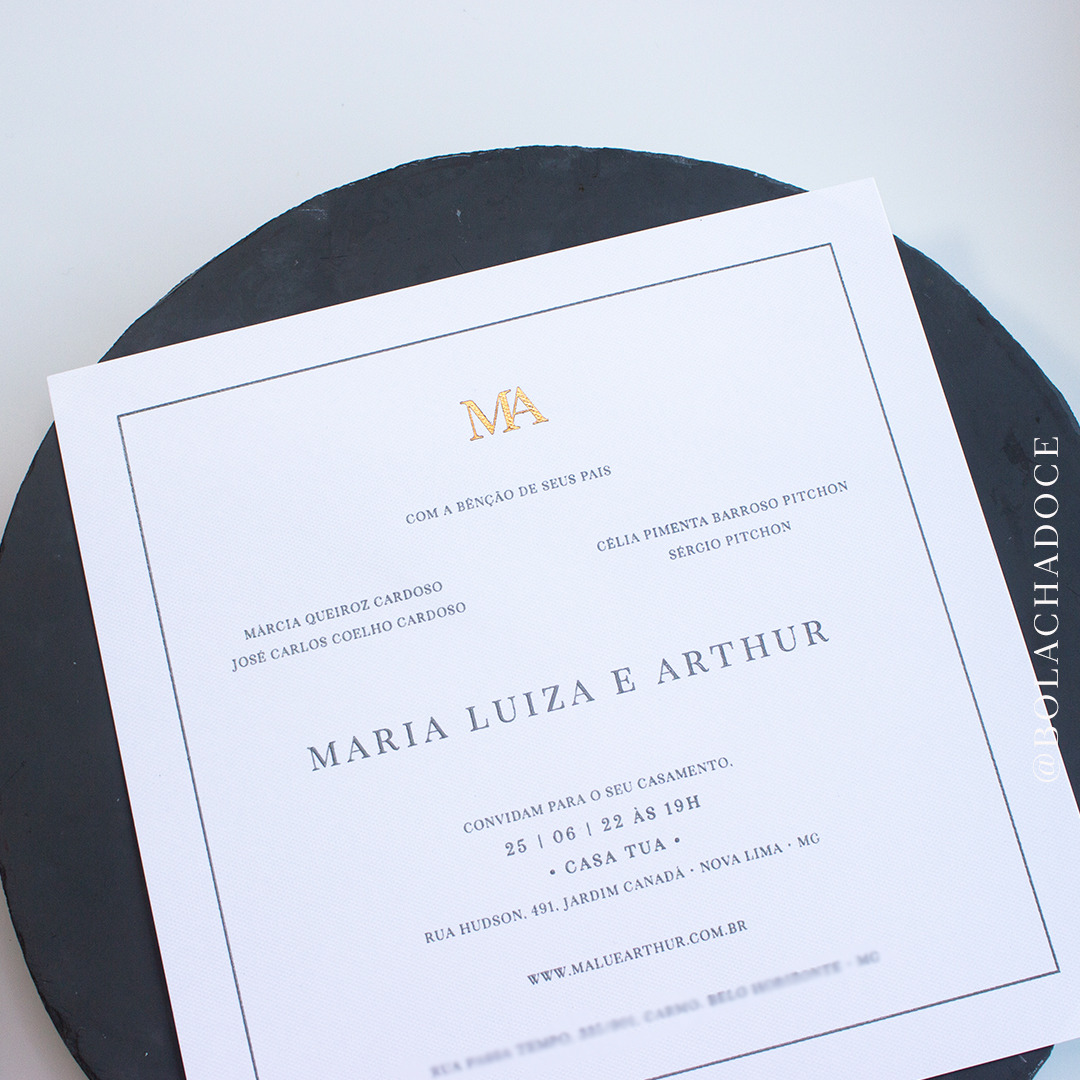 MA
COM A BÊNÇÃO DE SEUS PAIS
MÁRCIA QUEIROZ CARDOSO
JOSÉ CARLOS COELHO CARDOSO
CÉLIA PIMENTA BARROSO PITCHON
SÉRGIO PITCHON
MARIA LUIZA E ARTHUR
CONVIDAM PARA O SEU CASAMENTO,
25 | 06 | 22 ÀS 19H
• CASA TUA •
RUA HUDSON, 491, JARDIM CANADÁ • NOVA LIMA • MG
WWW.MALUEARTHUR.COM.BR
@BOLACHADOCE